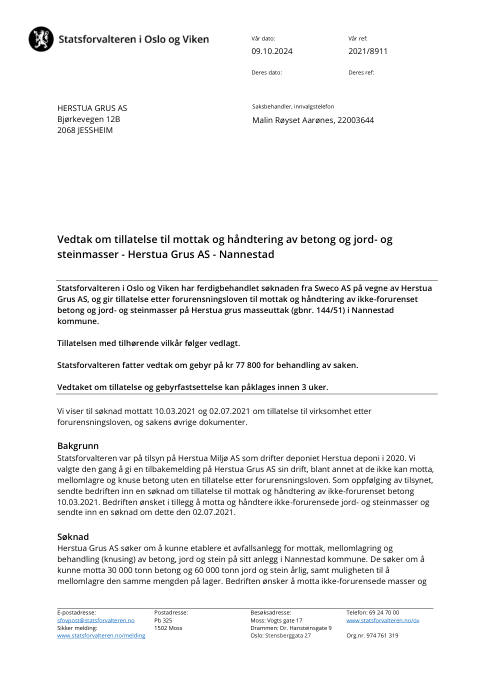 Statsforvalteren i Oslo og Viken
Vår dato:
Vår ref:
09.10.2024
2021/8911
Deres dato:
Deres ref:
HERSTUA GRUS AS
Bjørkevegen 12B
2068 JESSHEIM
Saksbehandler, innvalgstelefon
Malin Røyset Aarønes, 22003644
Vedtak om tillatelse til mottak og håndtering av betong og jord- og
steinmasser - Herstua Grus AS - Nannestad
Statsforvalteren i Oslo og Viken har ferdigbehandlet søknaden fra Sweco AS på vegne av Herstua
Grus AS, og gir tillatelse etter forurensningsloven til mottak og håndtering av ikke-forurenset
betong og jord- og steinmasser på Herstua grus masseuttak (gbnr. 144/51) i Nannestad
kommune.
Tillatelsen med tilhørende vilkår følger vedlagt.
Statsforvalteren fatter vedtak om gebyr på kr 77 800 for behandling av saken.
Vedtaket om tillatelse og gebyrfastsettelse kan påklages innen 3 uker.
Vi viser til søknad mottatt 10.03.2021 og 02.07.2021 om tillatelse til virksomhet etter
forurensningsloven, og sakens øvrige dokumenter.
Bakgrunn
Statsforvalteren var på tilsyn på Herstua Miljø AS som drifter deponiet Herstua deponi i 2020. Vi
valgte den gang å gi en tilbakemelding på Herstua Grus AS sin drift, blant annet at de ikke kan motta,
mellomlagre og knuse betong uten en tillatelse etter forurensningsloven. Som oppfølging av tilsynet,
sendte bedriften inn en søknad om tillatelse til mottak og håndtering av ikke-forurenset betong
10.03.2021. Bedriften ønsket i tillegg å motta og håndtere ikke-forurensede jord- og steinmasser og
sendte inn en søknad om dette den 02.07.2021.
Søknad
Herstua Grus AS søker om å kunne etablere et avfallsanlegg for mottak, mellomlagring og
behandling (knusing) av betong, jord og stein på sitt anlegg i Nannestad kommune. De søker om å
kunne motta 30 000 tonn betong og 60 000 tonn jord og stein årlig, samt muligheten til å
mellomlagre den samme mengden på lager. Bedriften ønsker å motta ikke-forurensede masser og
E-postadresse:
sfovpost@statsforvalteren.no
Sikker melding:
www.statsforvalteren.no/melding
Postadresse:
Pb 325
1502 Moss
Besøksadresse:
Moss: Vogts gate 17
Drammen: Dr. Hansteinsgate 9
Oslo: Stensberggata 27
Telefon: 69 24 70 00
www.statsforvalteren.no/ov
Org.nr. 974 761 319